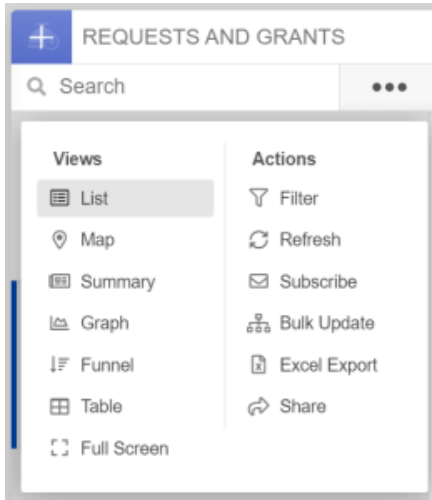 REQUESTS AND GRANTS
Search
Views
List
Map
Summary
Graph
Funnel
Table
Full Screen
Actions
Filter
Refresh
Subscribe
Bulk Update
Excel Export
Share